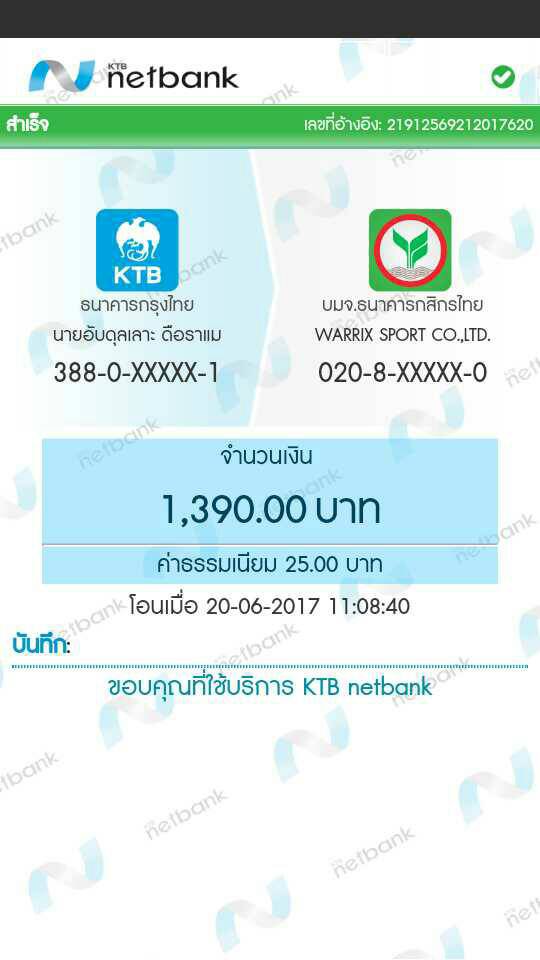 KTB netbank
สำเร็จ
เลขที่อ้างอิง: 21912569212017620
KTB
ธนาคารกรุงไทย
นายอับดุลเลาะ ดือราแม
388-0-XXXXX-1
บมจ.ธนาคารกสิกรไทย
WARRIX SPORT CO.,LTD.
020-8-XXXXX-0
จำนวนเงิน
1,390.00 บาท
ค่าธรรมเนียม 25.00 บาท
โอนเมื่อ 20-06-2017 11:08:40
บันทึก:
ขอบคุณที่ใช้บริการ KTB netbank